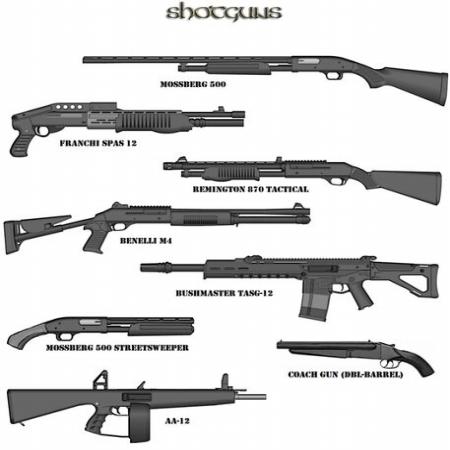 Shotguns
MOSSBERG 500
FRANCHI SPAS 12
REMINGTON 870 TACTICAL
BENELLI M4
BUSHMASTER TASG-12
MOSSBERG 500 STREETSWEEPER
COACH GUN (DBL-BARREL)
AA-12